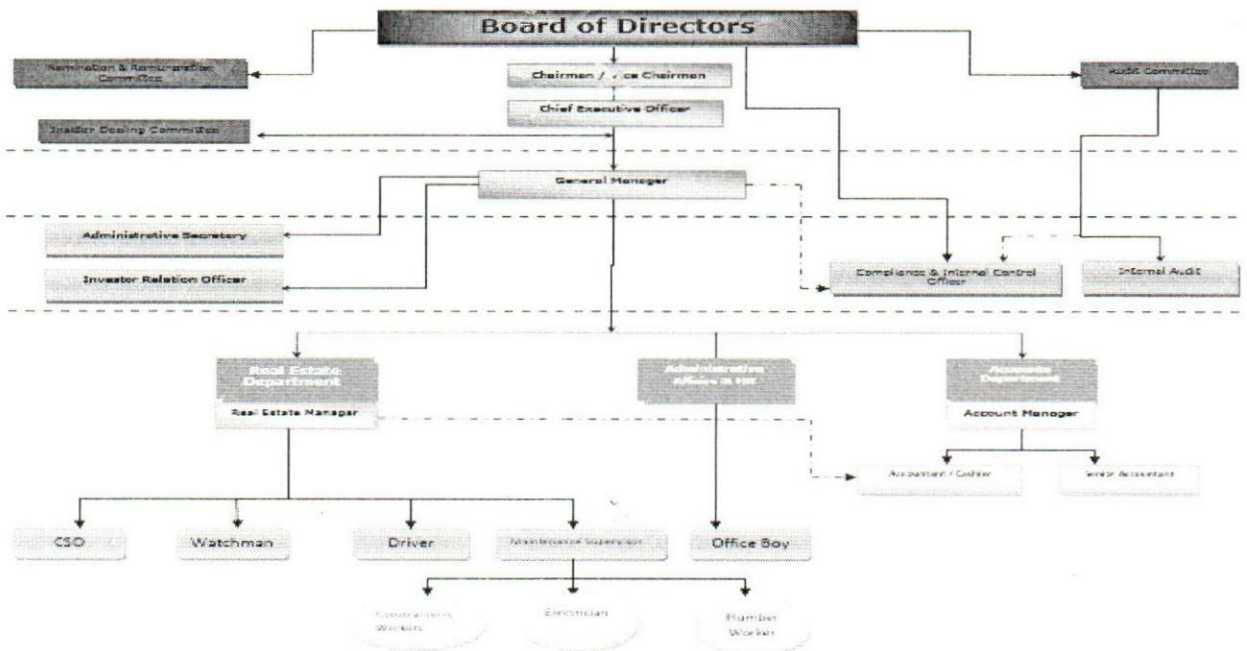 Board of Directors
Nomination & Remuneration
Committee
Chairman / Vice Chairman
Audit Committee
Chief Executive Officer
Insider Dealing Committee
General Manager
Administrative Secretary
Investor Relation Officer
Compliance & Internal Control
Officer
Internal Audit
Real Estate
Department
Real Estate Manager
Administrative
Affairs & HR
Accounts
Department
Account Manager
Accountant / Cashier
Senior Accountant
CSO
Watchman
Driver
Maintenance Supervisor
Office Boy
Workers
Electrician
Plumber
Worker